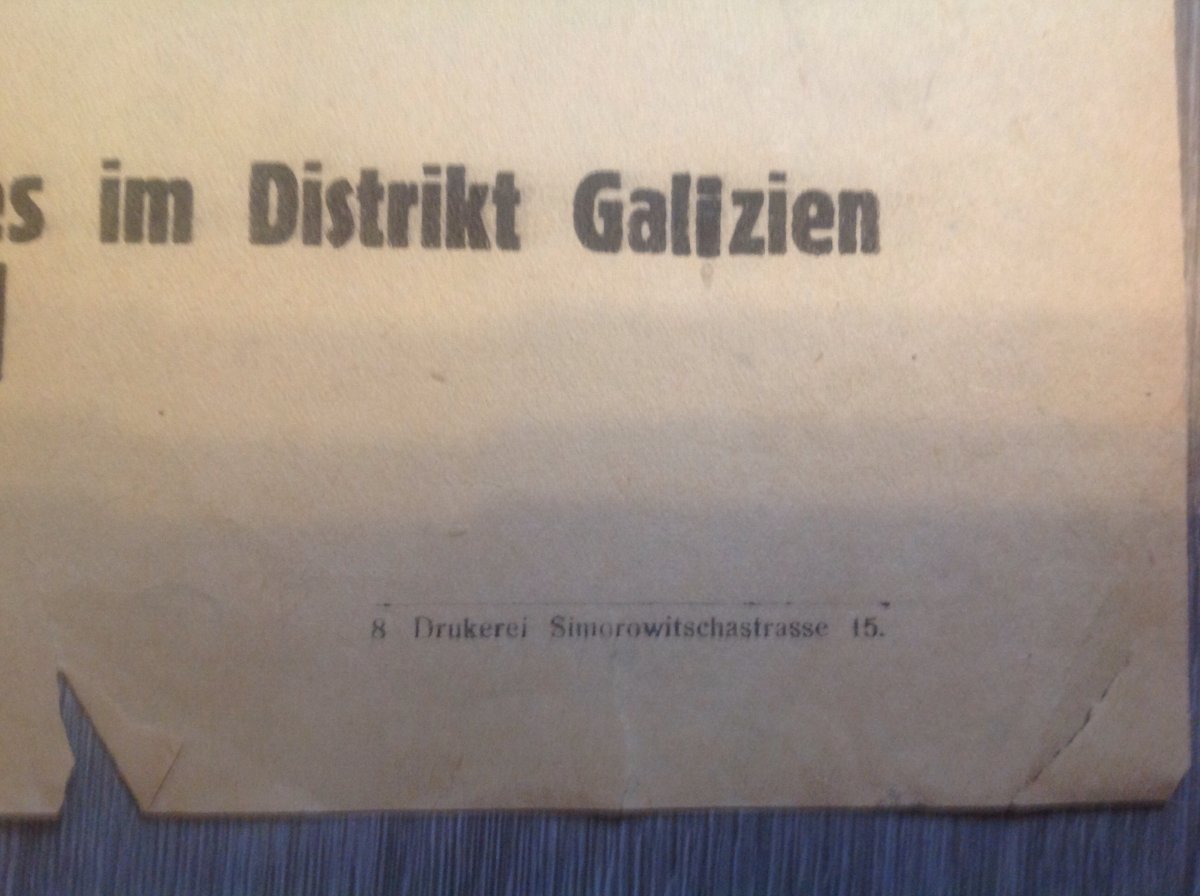 es im Distrikt Galizien
8 Drukerei Simorowitschastrasse 15.